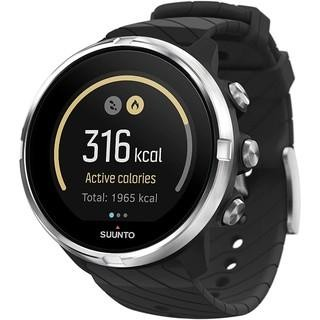 316 kcal
Active calories
Total: 1965 kcal
SUUNTO